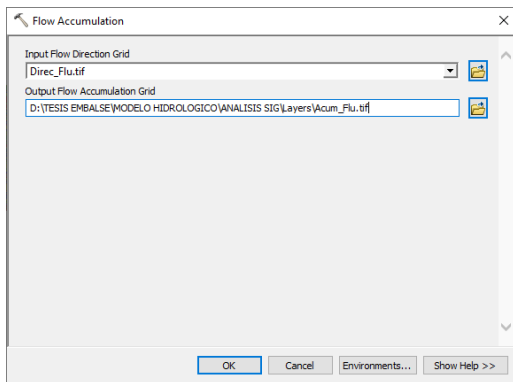 Flow Accumulation
Input Flow Direction Grid
Direc_Flu.tif
Output Flow Accumulation Grid
D:\TESIS EMBALSE\MODELO HIDROLOGICO\ANALISIS SIG\Layers\Acum_Flu.tif
OK Cancel Environments... Show Help >>